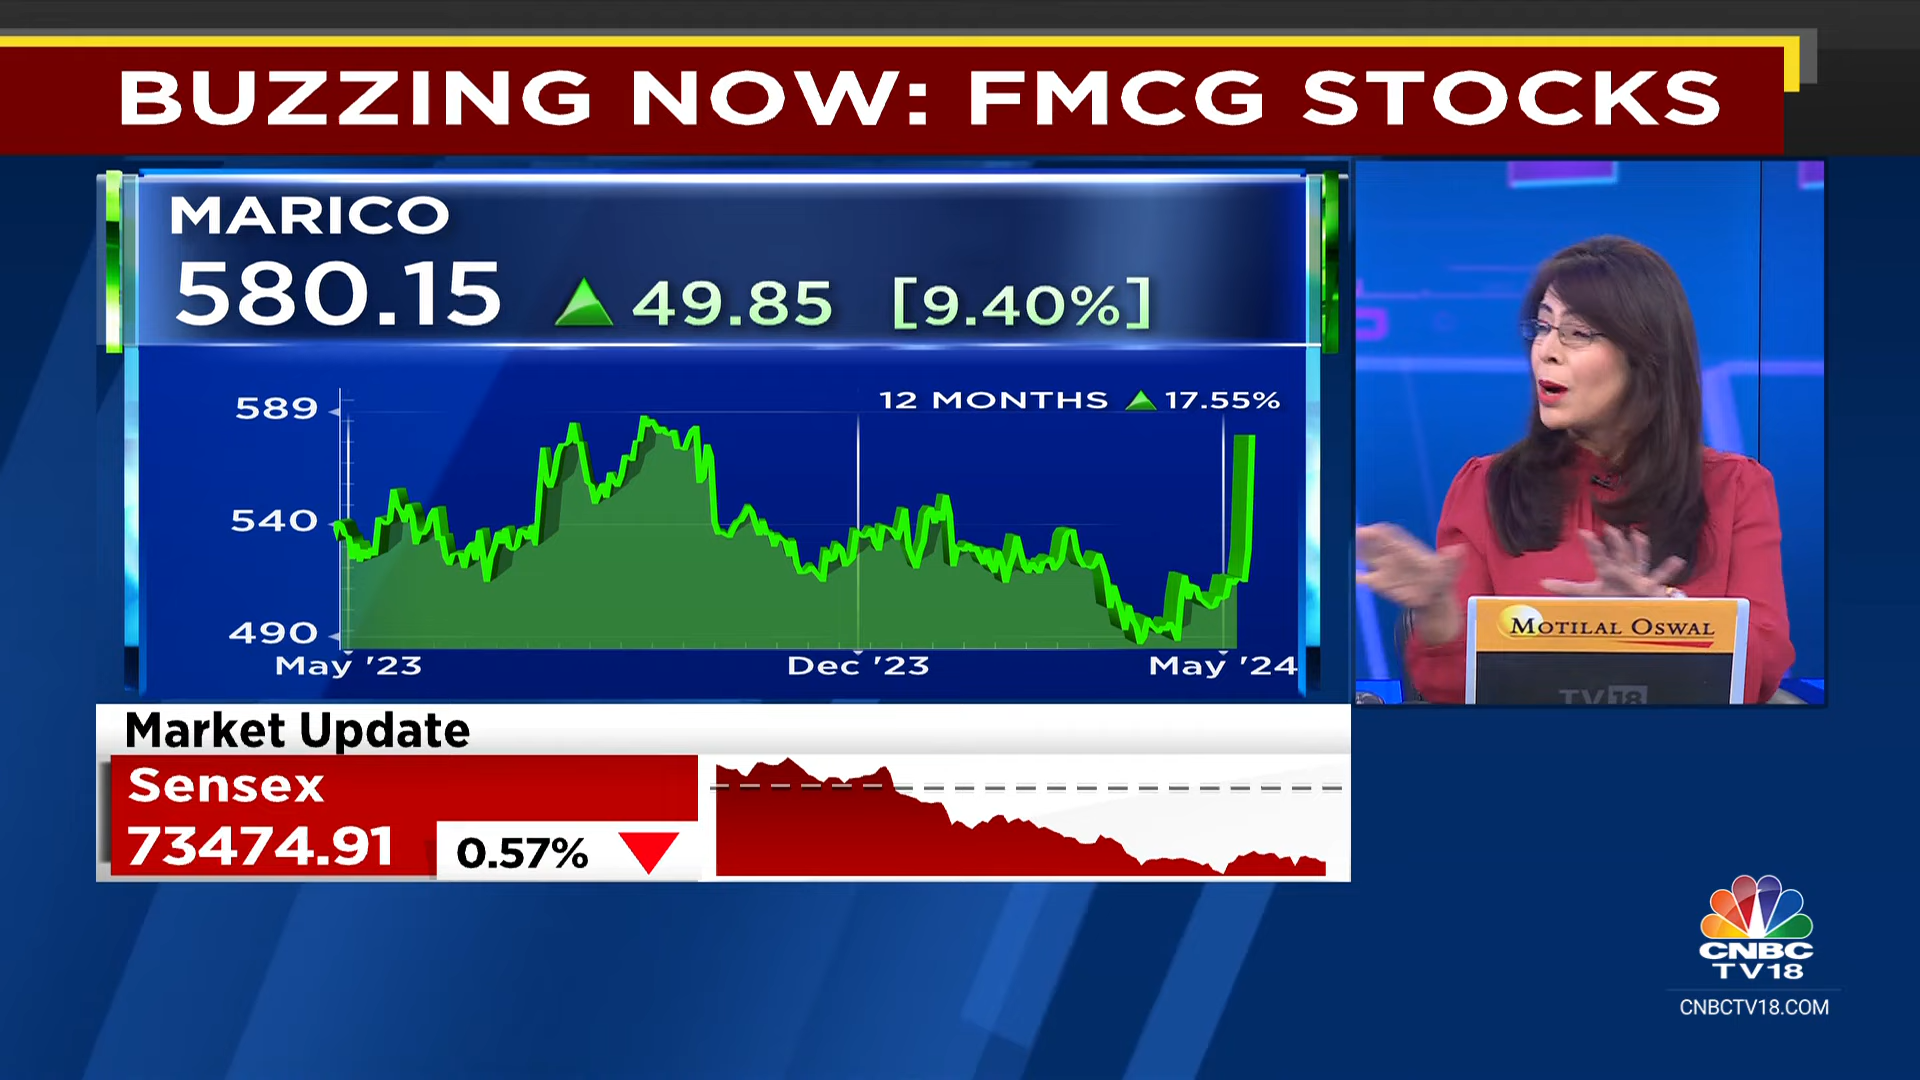 BUZZING NOW: FMCG STOCKS
MARICO
580.15 ▲ 49.85 [9.40%]
12 MONTHS ▲ 17.55%
589
540
490
May '23 Dec '23 May '24
MOTILAL OSWAL
TV18
Market Update
Sensex
73474.91 0.57% ▼
CNBC
TV18
CNBCTV18.COM